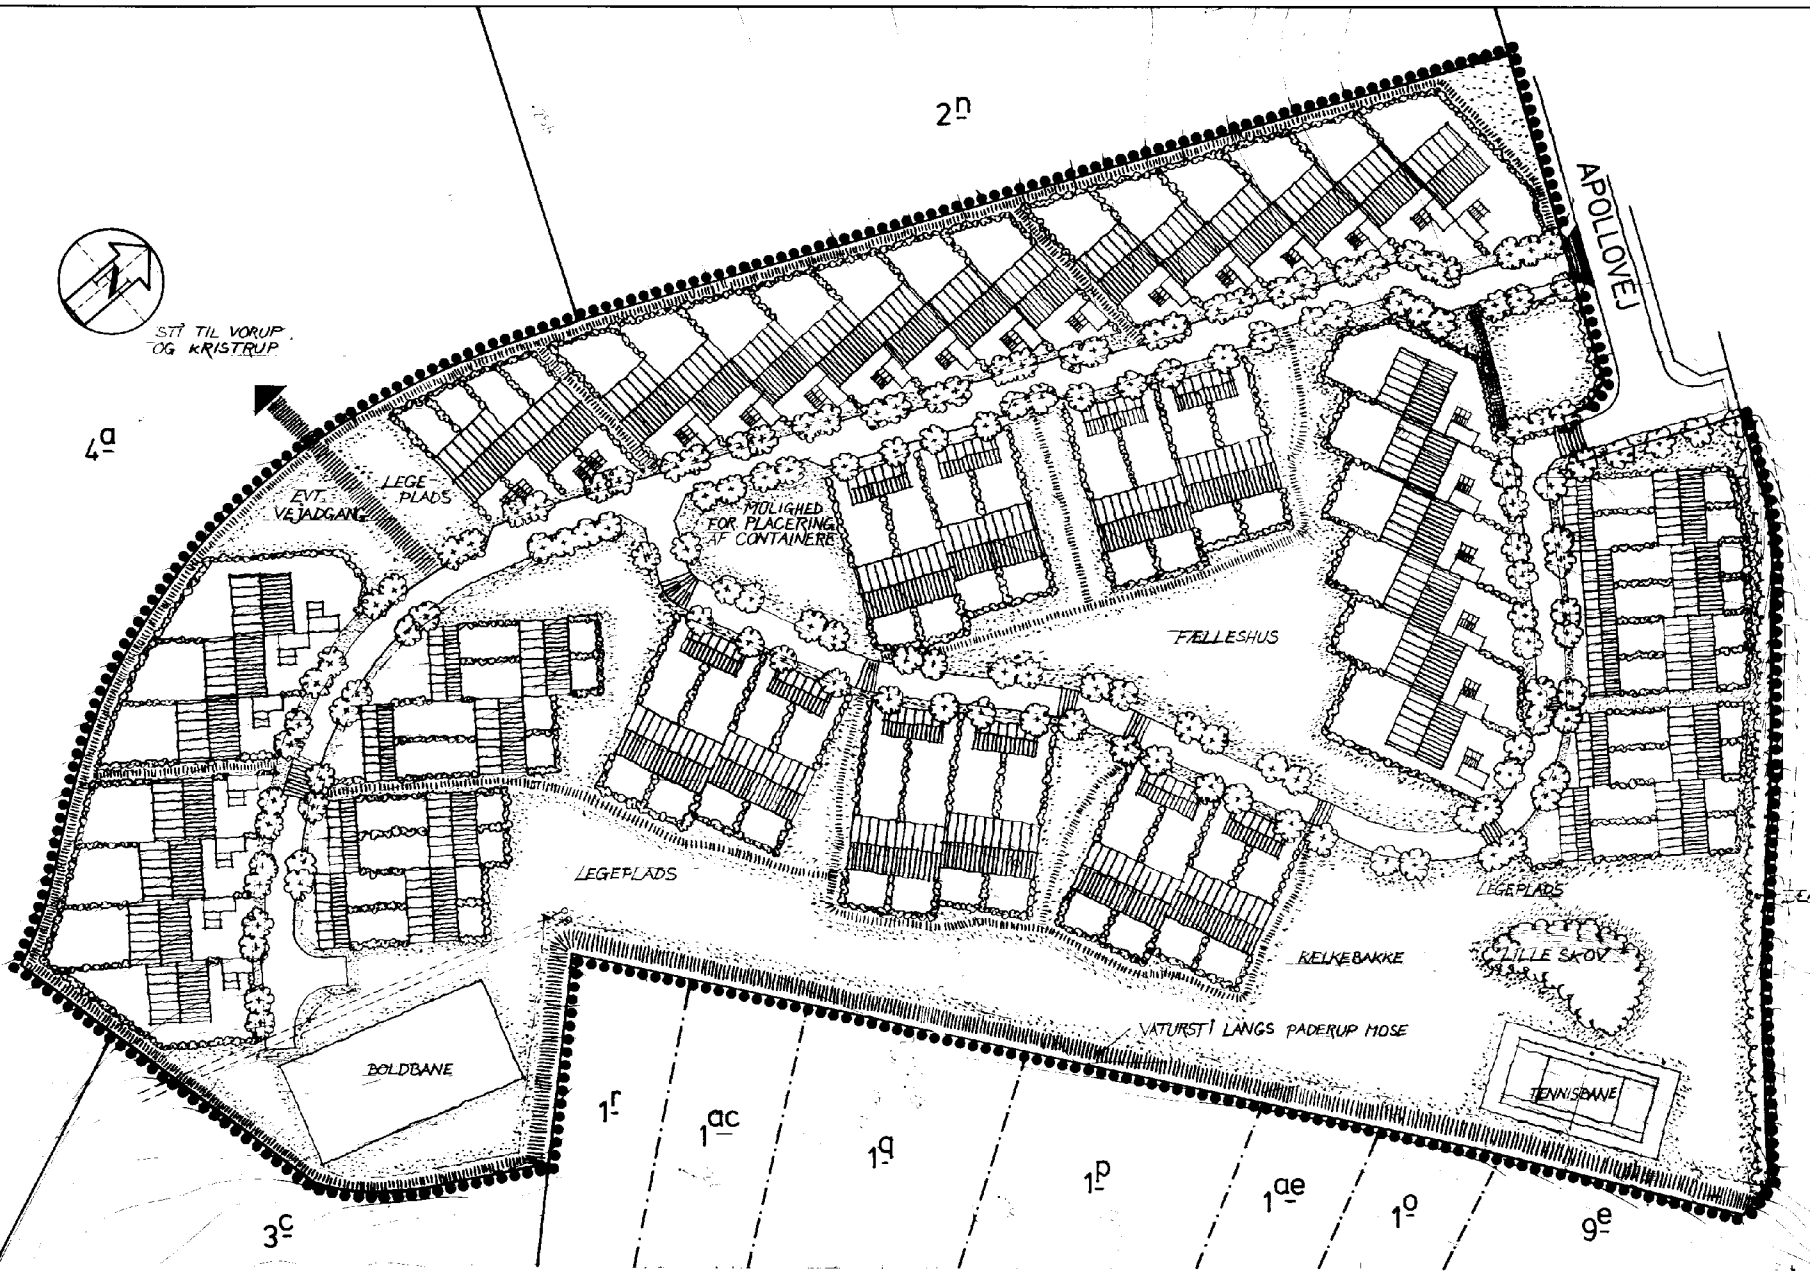 2n
APOLLOVEJ
N
STI TIL VORUP
OG KRISTRUP
4a
EVT.
VEJADGANG
LEGE
PLADS
MULIGHED
FOR PLACERING
AF CONTAINERE
FÆLLESHUS
LEGEPLADS
LEGEPLADS
KÆLKEBAKKE
LILLE SKOV
NATURSTI LANGS PADERUP MOSE
BOLDBANE
TENNISBANE
1r
1ac
1q
1p
1ae
1o
9e
3c